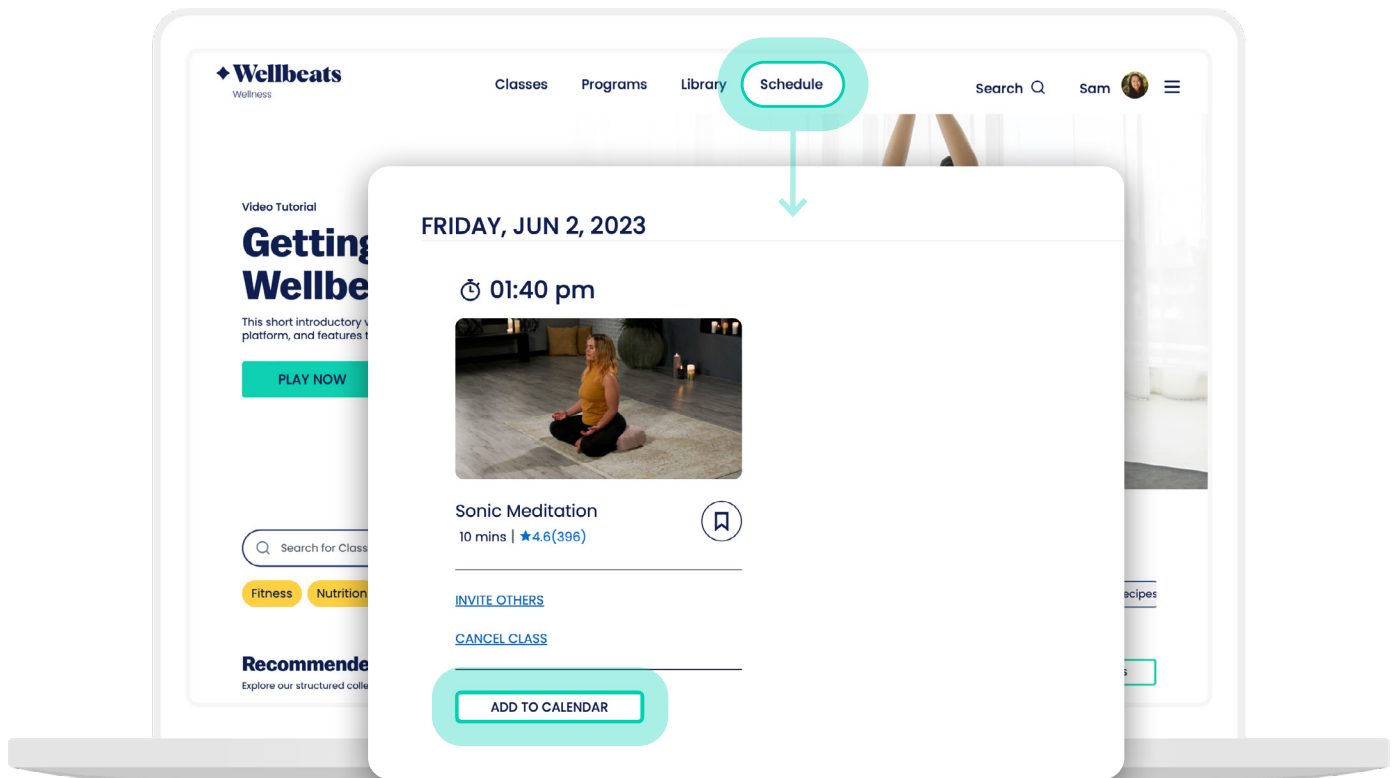 Wellbeats
Wellness
Classes
Programs
Library
Schedule
Search
Sam
Video Tutorial
Getting
Wellbe
This short introductory v
platform, and features t
PLAY NOW
Search for Class
Fitness
Nutrition
ecipes
Recommende
Explore our structured colle
s
FRIDAY, JUN 2, 2023
01:40 pm
Sonic Meditation
10 mins | ★4.6(396)
INVITE OTHERS
CANCEL CLASS
ADD TO CALENDAR